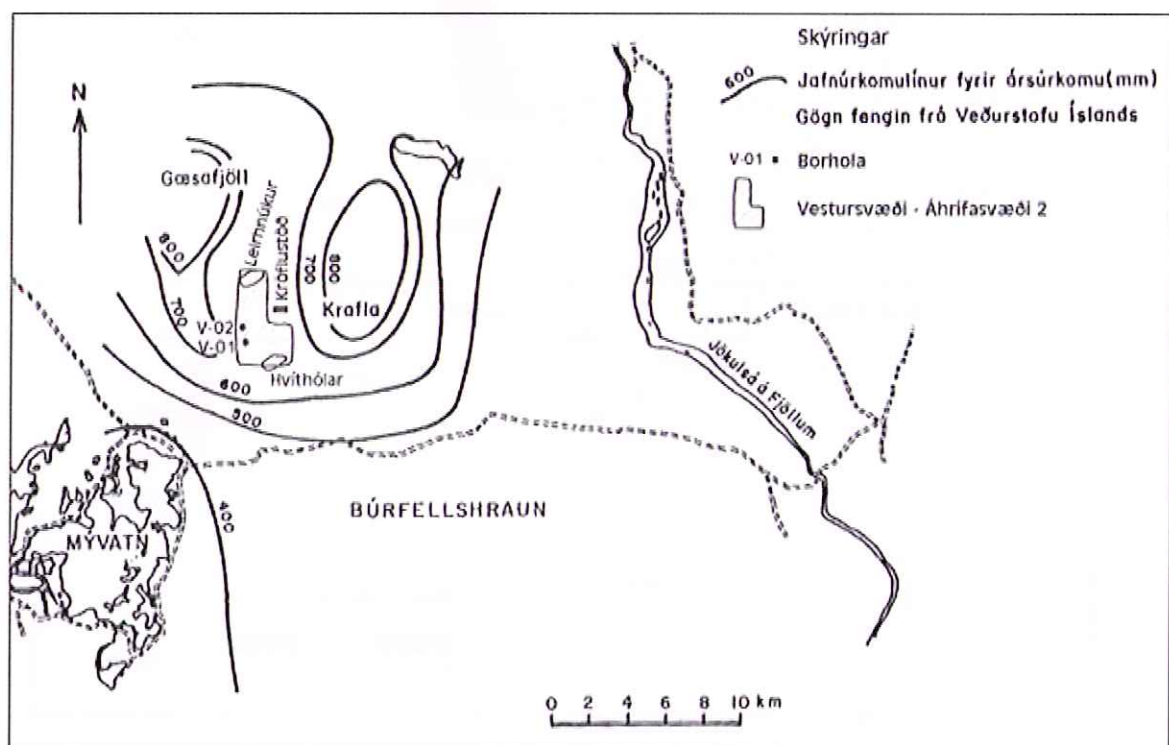 Skýringar
600
Jafnúrkomulínur fyrir ársúrkomu(mm)
Gögn fengin frá Veðurstofu Íslands
V-01 Borhola
Vestursvæði - Áhrifasvæði 2
N
Gæsafjöll
Leirhnúkur
Kröflustöð
800
700
700
800
Krafla
V-02
V-01
Hvíthólar
600
500
400
Jökulsá á Fjöllum
BÚRFELLSHRAUN
MÝVATN
0 2 4 6 8 10 km